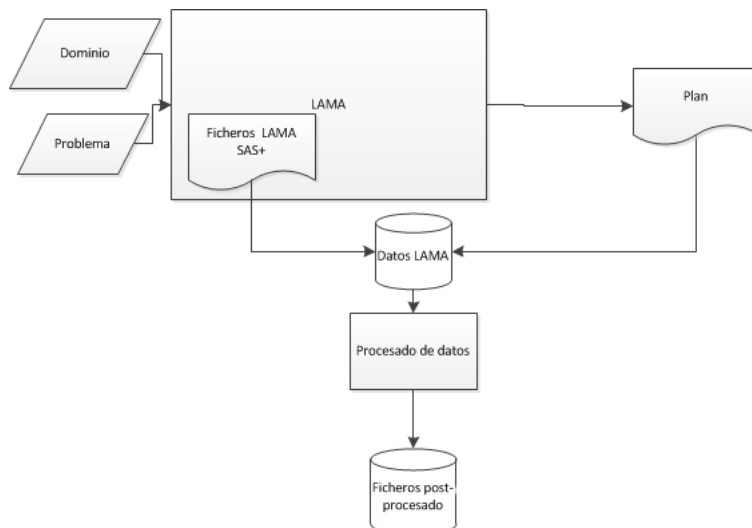 Dominio
Problema
LAMA
Ficheros LAMA
SAS+
Plan
Datos LAMA
Procesado de datos
Ficheros post-
procesado